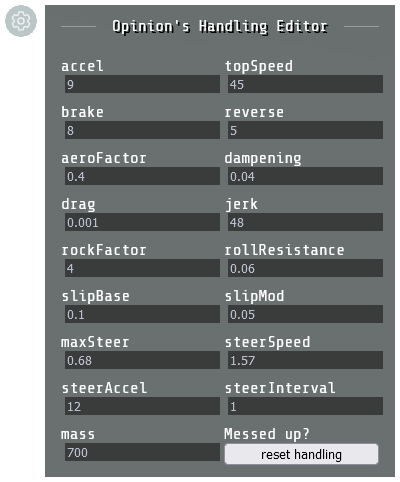 Opinion's Handling Editor
accel topSpeed
9 45
brake reverse
8 5
aeroFactor dampening
0.4 0.04
drag jerk
0.001 48
rockFactor rollResistance
4 0.06
slipBase slipMod
0.1 0.05
maxSteer steerSpeed
0.68 1.57
steerAccel steerInterval
12 1
mass Messed up?
700 reset handling